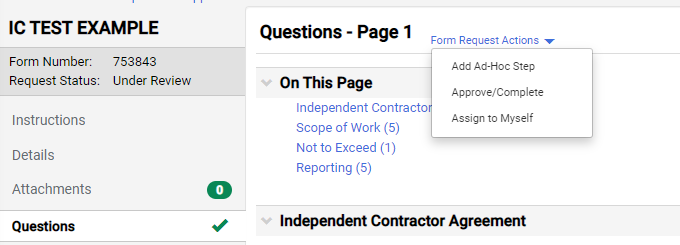 IC TEST EXAMPLE
Form Number: 753843
Request Status: Under Review
Instructions
Details
Attachments 0
Questions
Questions - Page 1
Form Request Actions
Add Ad-Hoc Step
Approve/Complete
Assign to Myself
On This Page
Independent Contractor
Scope of Work (5)
Not to Exceed (1)
Reporting (5)
Independent Contractor Agreement